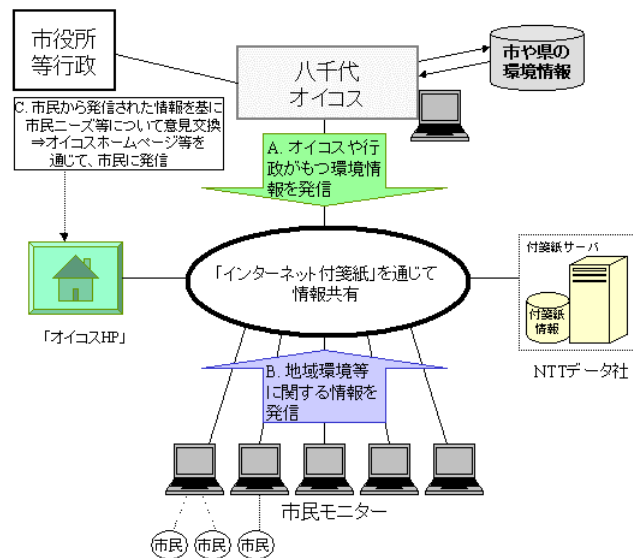 市役所
等行政
八千代
オイコス
市や県の
環境情報
C. 市民から発信された情報を基に
市民ニーズ等について意見交換
⇒オイコスホームページ等を
通じて、市民に発信
A. オイコスや行
政がもつ環境情
報を発信
「インターネット付箋紙」を通じて
情報共有
付箋紙サーバ
付箋紙
情報
「オイコスHP」
NTTデータ社
B. 地域環境等
に関する情報を
発信
市民モニター
市民
市民
市民